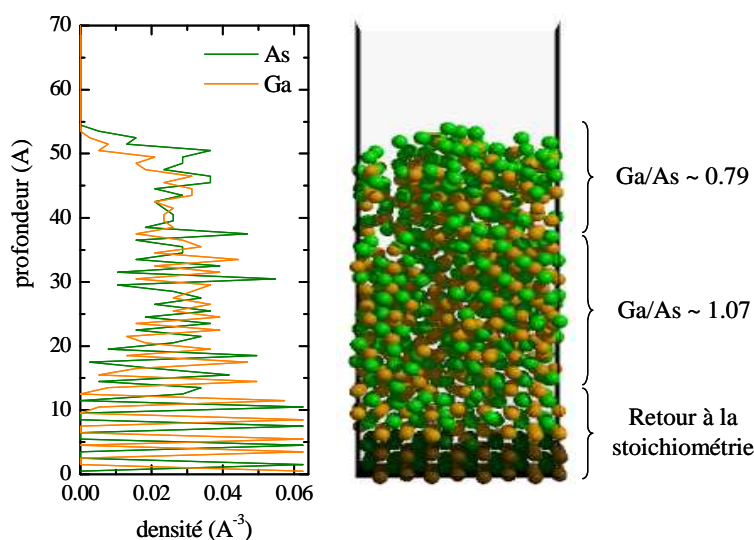 70
60
50
40
30
20
10
0
profondeur (A)
As
Ga
0.00
0.02
0.04
0.06
densité (A⁻³)
Ga/As ~ 0.79
Ga/As ~ 1.07
Retour à la
stoichiométrie